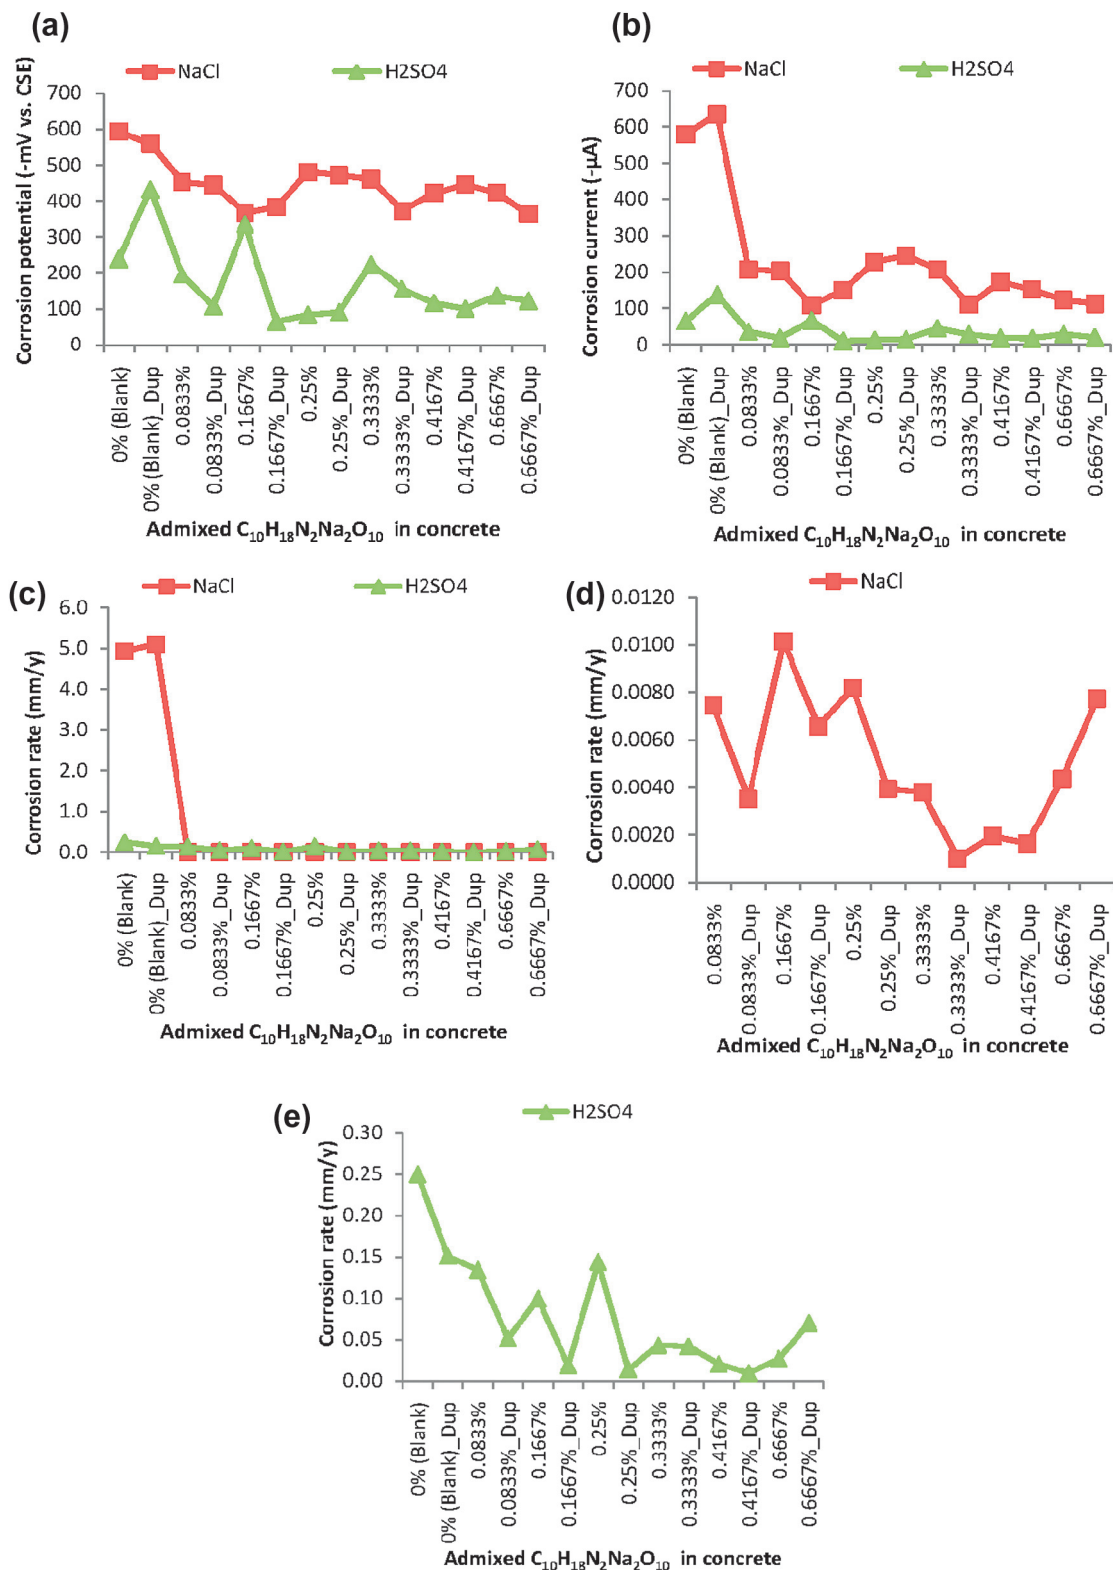 (a)
NaCl
H2SO4
Corrosion potential (-mV vs. CSE)
700
600
500
400
300
200
100
0
0% (Blank)
0% (Blank)_Dup
0.0833%
0.0833%_Dup
0.1667%
0.1667%_Dup
0.25%
0.25%_Dup
0.3333%
0.3333%_Dup
0.4167%
0.4167%_Dup
0.6667%
0.6667%_Dup
Admixed C₁₀H₁₈N₂Na₂O₁₀ in concrete
(b)
NaCl
H2SO4
Corrosion current (-µA)
700
600
500
400
300
200
100
0
0% (Blank)
0% (Blank)_Dup
0.0833%
0.0833%_Dup
0.1667%
0.1667%_Dup
0.25%
0.25%_Dup
0.3333%
0.3333%_Dup
0.4167%
0.4167%_Dup
0.6667%
0.6667%_Dup
Admixed C₁₀H₁₈N₂Na₂O₁₀ in concrete
(c)
NaCl
H2SO4
Corrosion rate (mm/y)
6.0
5.0
4.0
3.0
2.0
1.0
0.0
0% (Blank)
0% (Blank)_Dup
0.0833%
0.0833%_Dup
0.1667%
0.1667%_Dup
0.25%
0.25%_Dup
0.3333%
0.3333%_Dup
0.4167%
0.4167%_Dup
0.6667%
0.6667%_Dup
Admixed C₁₀H₁₈N₂Na₂O₁₀ in concrete
(d)
NaCl
Corrosion rate (mm/y)
0.0120
0.0100
0.0080
0.0060
0.0040
0.0020
0.0000
0.0833%
0.0833%_Dup
0.1667%
0.1667%_Dup
0.25%
0.25%_Dup
0.3333%
0.3333%_Dup
0.4167%
0.4167%_Dup
0.6667%
0.6667%_Dup
Admixed C₁₀H₁₈N₂Na₂O₁₀ in concrete
(e)
H2SO4
Corrosion rate (mm/y)
0.30
0.25
0.20
0.15
0.10
0.05
0.00
0% (Blank)
0% (Blank)_Dup
0.0833%
0.0833%_Dup
0.1667%
0.1667%_Dup
0.25%
0.25%_Dup
0.3333%
0.3333%_Dup
0.4167%
0.4167%_Dup
0.6667%
0.6667%_Dup
Admixed C₁₀H₁₈N₂Na₂O₁₀ in concrete